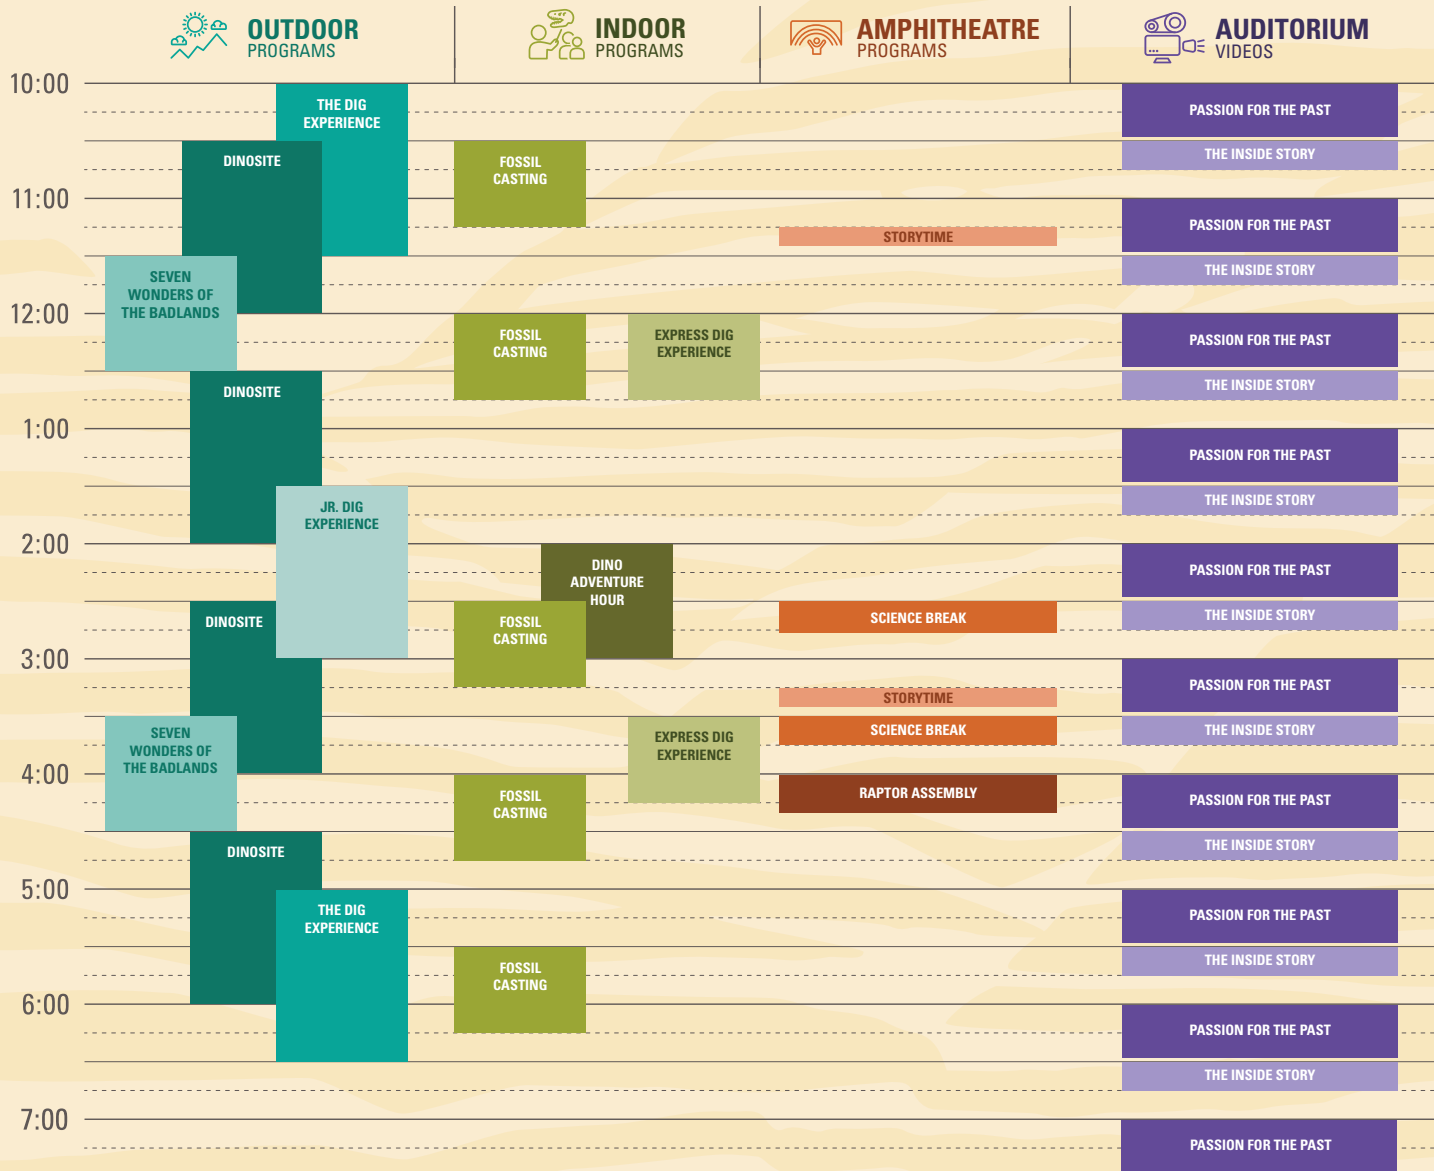 OUTDOOR
PROGRAMS
INDOOR
PROGRAMS
AMPHITHEATRE
PROGRAMS
AUDITORIUM
VIDEOS
10:00
THE DIG
EXPERIENCE
PASSION FOR THE PAST
DINOSITE
FOSSIL
CASTING
THE INSIDE STORY
11:00
PASSION FOR THE PAST
STORYTIME
SEVEN
WONDERS OF
THE BADLANDS
THE INSIDE STORY
12:00
FOSSIL
CASTING
EXPRESS DIG
EXPERIENCE
PASSION FOR THE PAST
DINOSITE
THE INSIDE STORY
1:00
PASSION FOR THE PAST
JR. DIG
EXPERIENCE
THE INSIDE STORY
2:00
DINO
ADVENTURE
HOUR
PASSION FOR THE PAST
DINOSITE
FOSSIL
CASTING
SCIENCE BREAK
THE INSIDE STORY
3:00
PASSION FOR THE PAST
STORYTIME
SEVEN
WONDERS OF
THE BADLANDS
EXPRESS DIG
EXPERIENCE
SCIENCE BREAK
THE INSIDE STORY
4:00
FOSSIL
CASTING
RAPTOR ASSEMBLY
PASSION FOR THE PAST
DINOSITE
THE INSIDE STORY
5:00
THE DIG
EXPERIENCE
PASSION FOR THE PAST
FOSSIL
CASTING
THE INSIDE STORY
6:00
PASSION FOR THE PAST
THE INSIDE STORY
7:00
PASSION FOR THE PAST